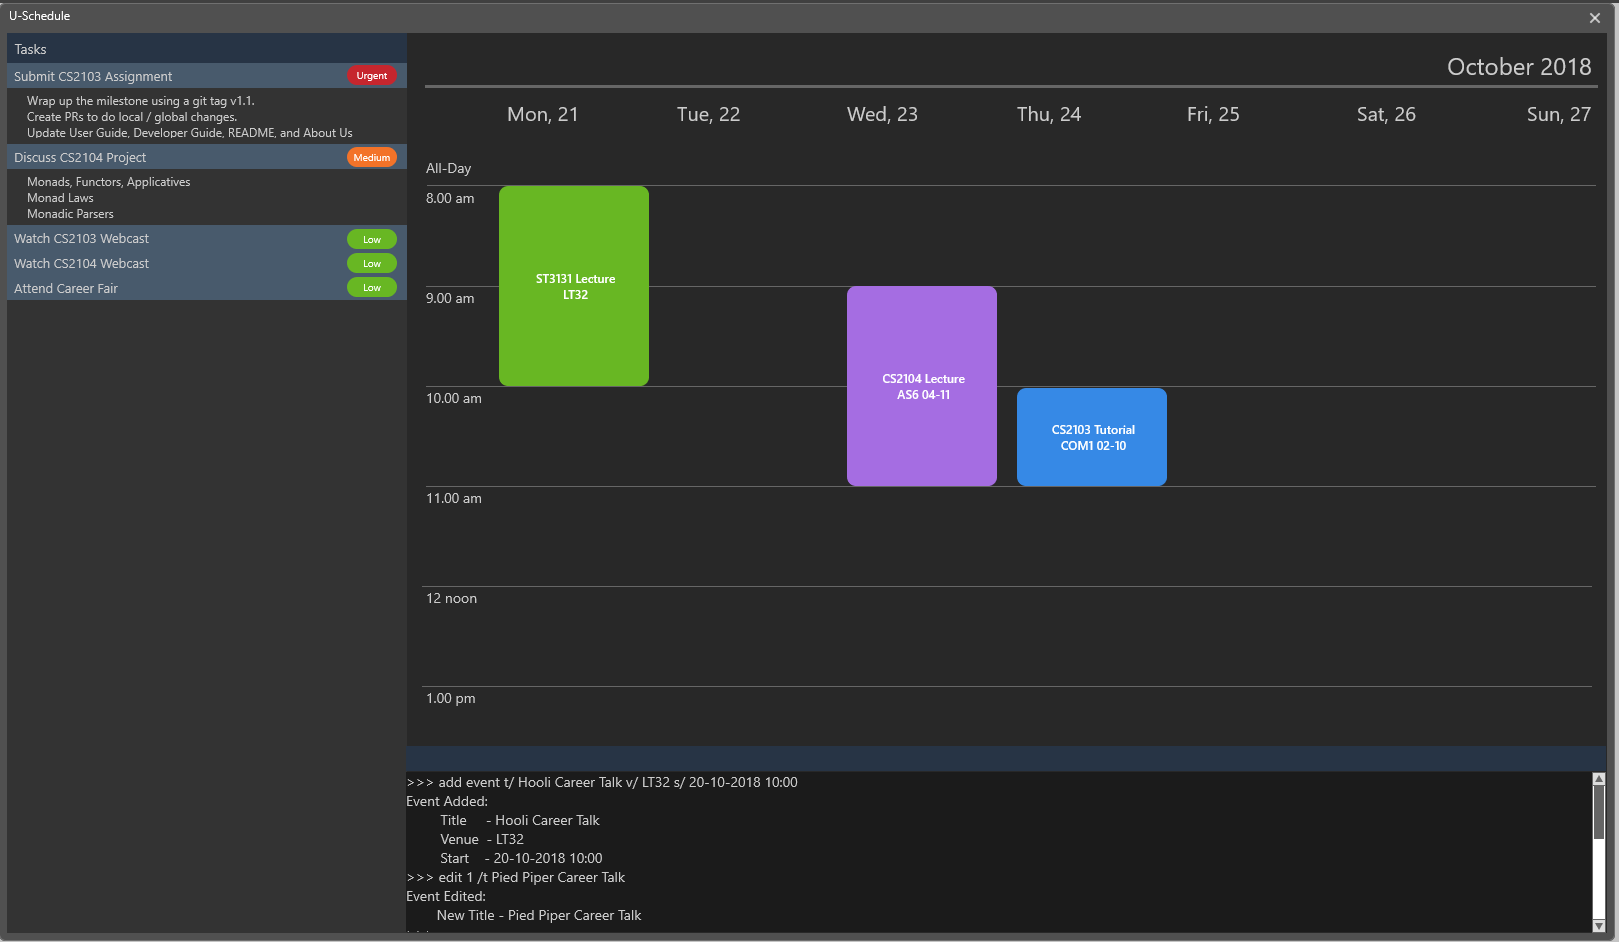 U-Schedule
Tasks
Submit CS2103 Assignment Urgent
Wrap up the milestone using a git tag v1.1.
Create PRs to do local / global changes.
Update User Guide, Developer Guide, README, and About Us
Discuss CS2104 Project Medium
Monads, Functors, Applicatives
Monad Laws
Monadic Parsers
Watch CS2103 Webcast Low
Watch CS2104 Webcast Low
Attend Career Fair Low
October 2018
Mon, 21 Tue, 22 Wed, 23 Thu, 24 Fri, 25 Sat, 26 Sun, 27
All-Day
8.00 am
ST3131 Lecture
LT32
9.00 am
CS2104 Lecture
AS6 04-11
10.00 am
CS2103 Tutorial
COM1 02-10
11.00 am
12 noon
1.00 pm
>>> add event t/ Hooli Career Talk v/ LT32 s/ 20-10-2018 10:00
Event Added:
Title - Hooli Career Talk
Venue - LT32
Start - 20-10-2018 10:00
>>> edit 1 /t Pied Piper Career Talk
Event Edited:
New Title - Pied Piper Career Talk